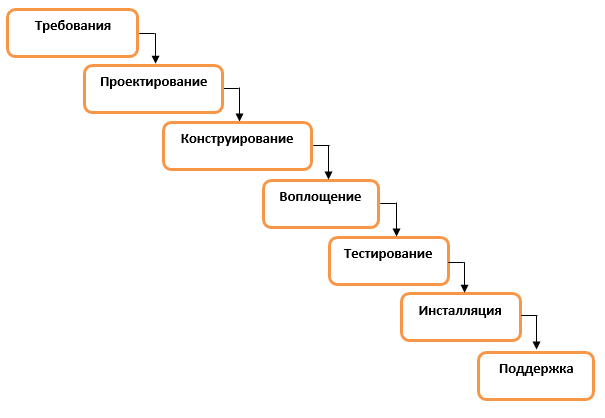 Требования
Проектирование
Конструирование
Воплощение
Тестирование
Инсталляция
Поддержка